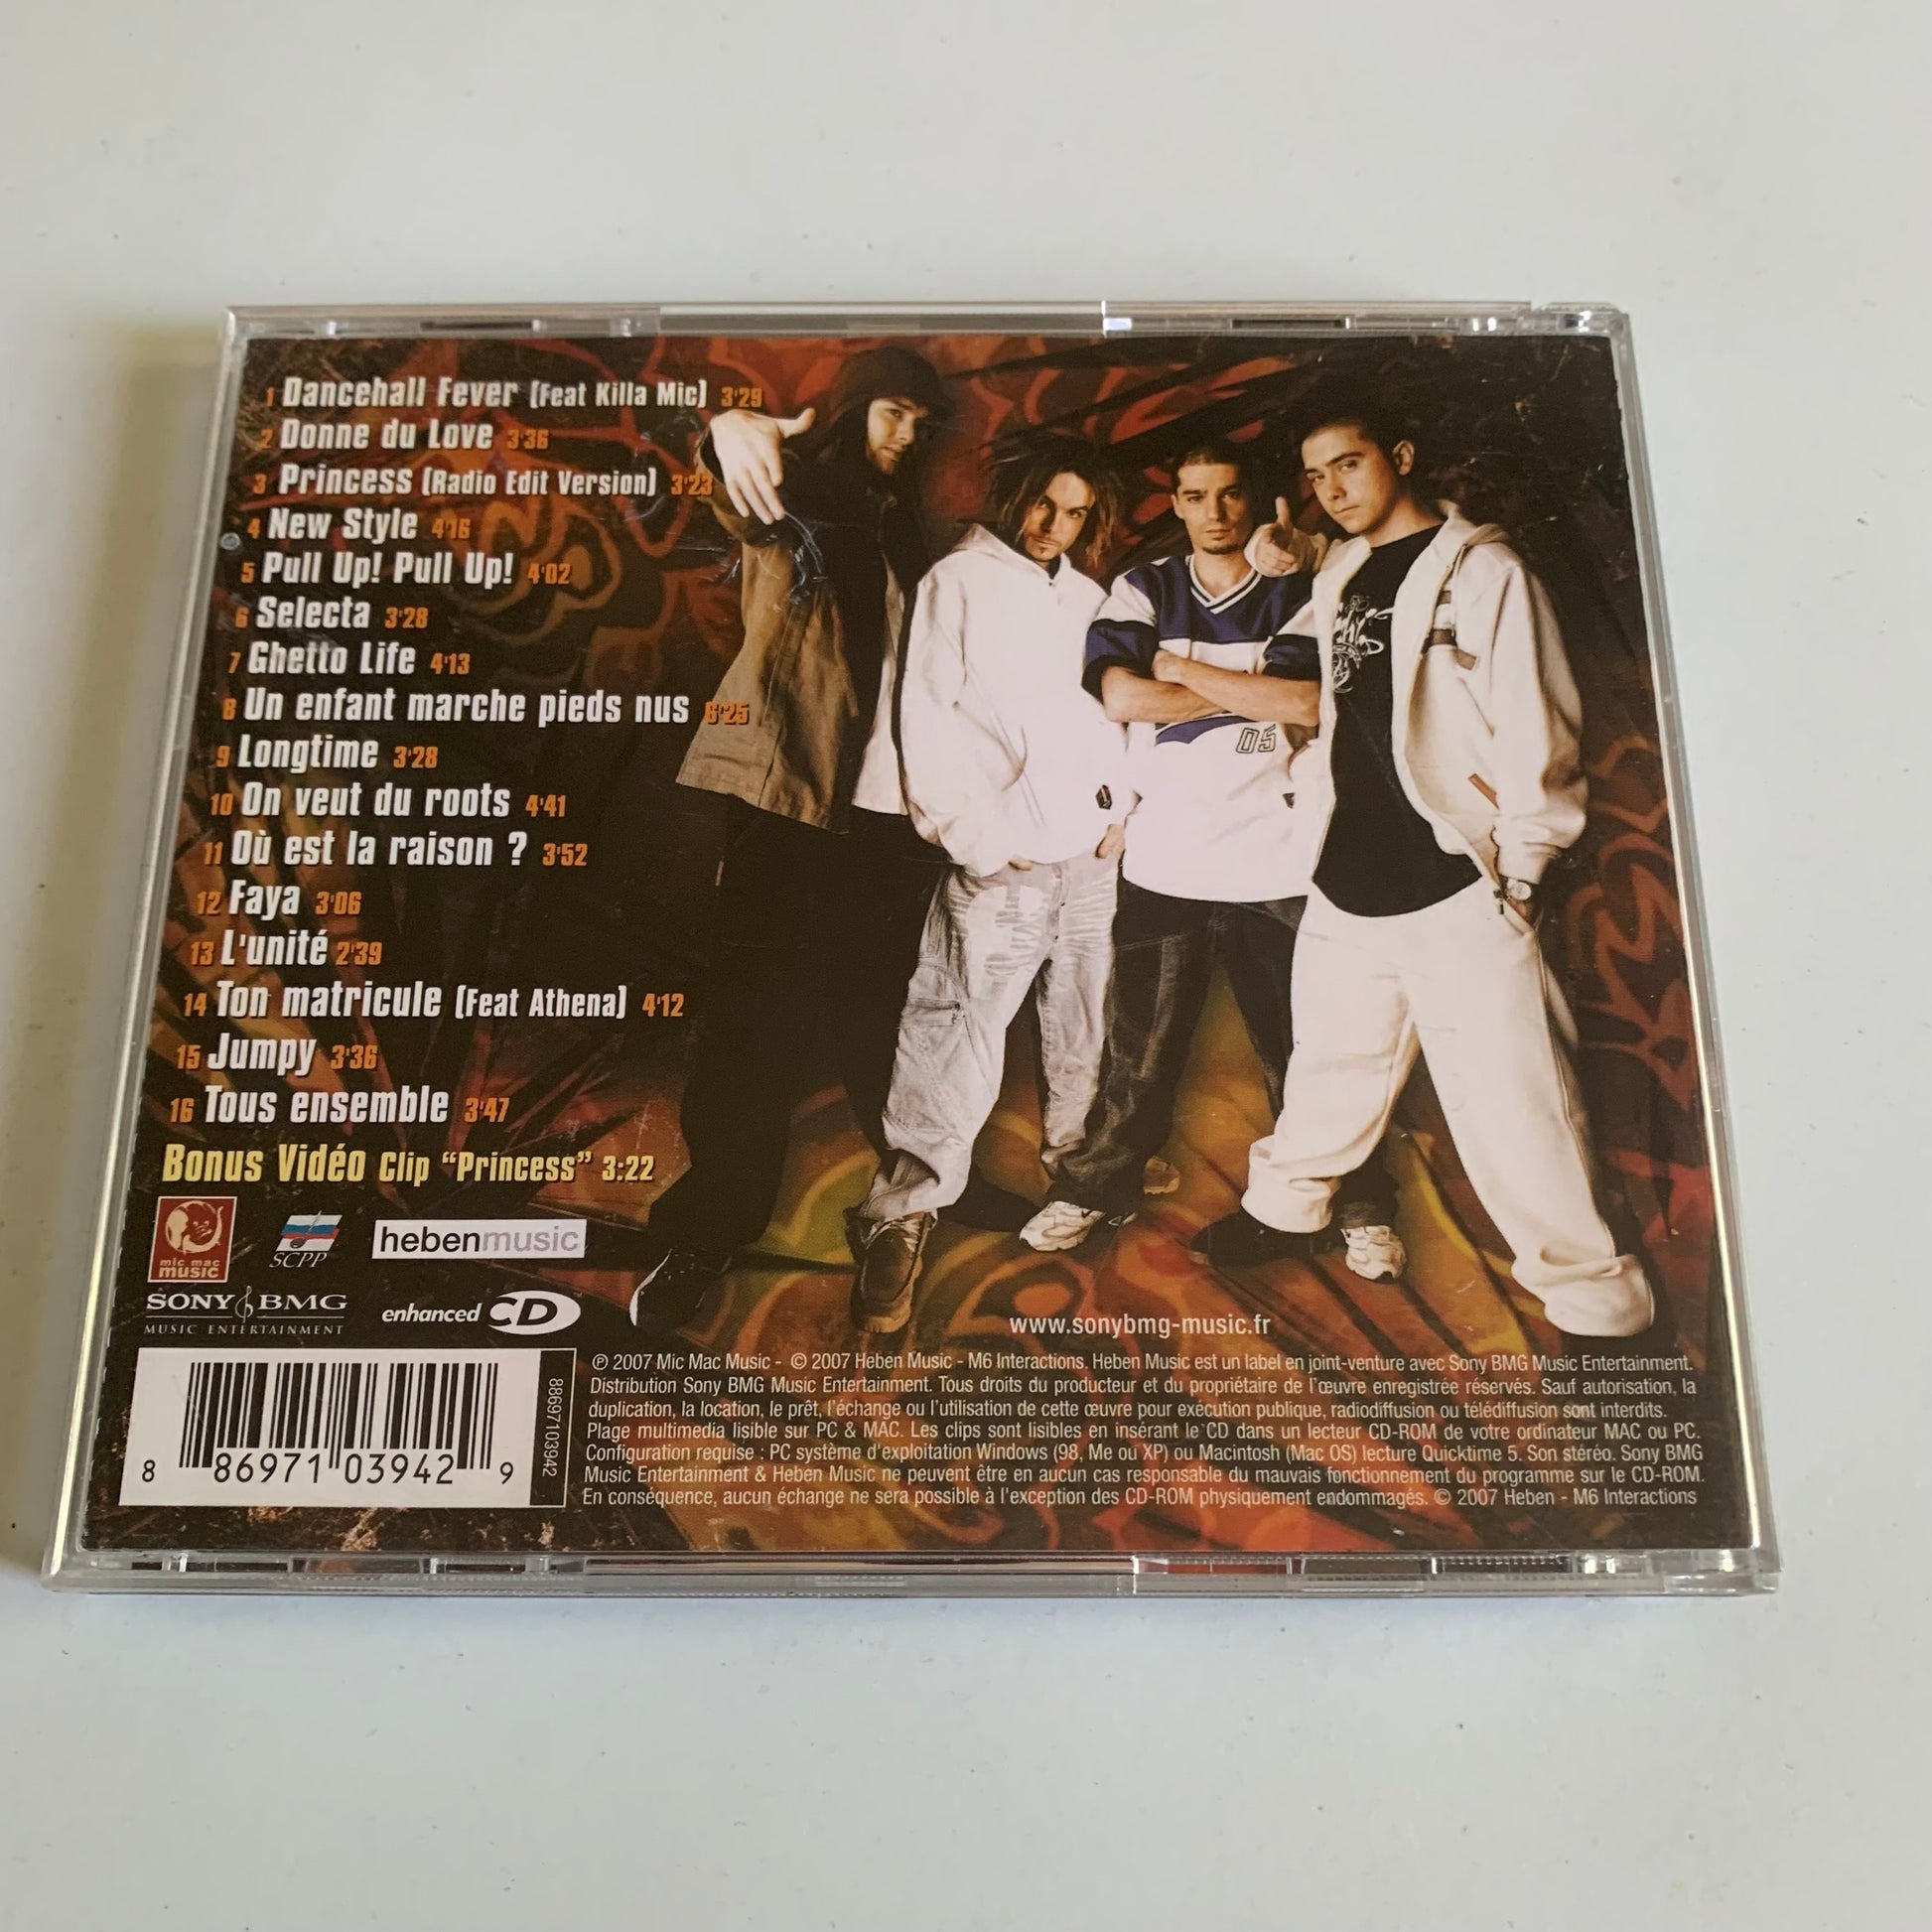 1 Dancehall Fever (Feat Killa Mic) 3'29
2 Donne du Love 3'36
3 Princess (Radio Edit Version) 3'23
4 New Style 4'16
5 Pull Up! Pull Up! 4'02
6 Selecta 3'28
7 Ghetto Life 4'13
8 Un enfant marche pieds nus 6'25
9 Longtime 3'28
10 On veut du roots 4'41
11 Où est la raison ? 3'52
12 Faya 3'06
13 L'unité 2'39
14 Ton matricule (Feat Athena) 4'12
15 Jumpy 3'36
16 Tous ensemble 3'47
Bonus Vidéo Clip “Princess” 3:22
05
mic mac
music
SCPP
hebenmusic
SONY BMG
MUSIC ENTERTAINMENT
enhanced CD
www.sonybmg-music.fr
8 86971 03942 9
88697103942
℗ 2007 Mic Mac Music - © 2007 Heben Music - M6 Interactions. Heben Music est un label en joint-venture avec Sony BMG Music Entertainment.
Distribution Sony BMG Music Entertainment. Tous droits du producteur et du propriétaire de l'œuvre enregistrée réservés. Sauf autorisation, la
duplication, la location, le prêt, l'échange ou l'utilisation de cette œuvre pour exécution publique, radiodiffusion ou télédiffusion sont interdits.
Plage multimedia lisible sur PC & MAC. Les clips sont lisibles en insérant le CD dans un lecteur CD-ROM de votre ordinateur MAC ou PC.
Configuration requise : PC système d'exploitation Windows (98, Me ou XP) ou Macintosh (Mac OS) lecture Quicktime 5. Son stéréo. Sony BMG
Music Entertainment & Heben Music ne peuvent être en aucun cas responsable du mauvais fonctionnement du programme sur le CD-ROM.
En conséquence, aucun échange ne sera possible à l'exception des CD-ROM physiquement endommagés. © 2007 Heben - M6 Interactions